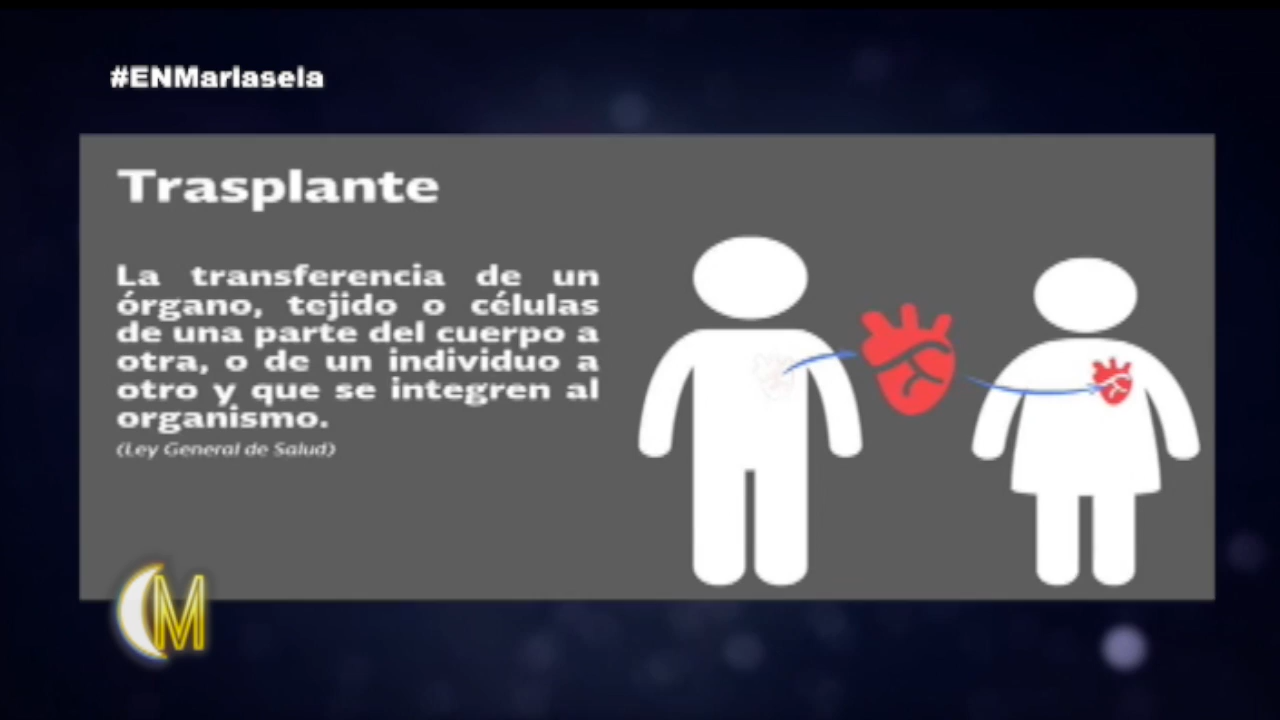 #ENMarIasela
Trasplante
La transferencia de un
órgano, tejido o células
de una parte del cuerpo a
otra, o de un individuo a
otro y que se integren al
organismo.
(Ley General de Salud)
M